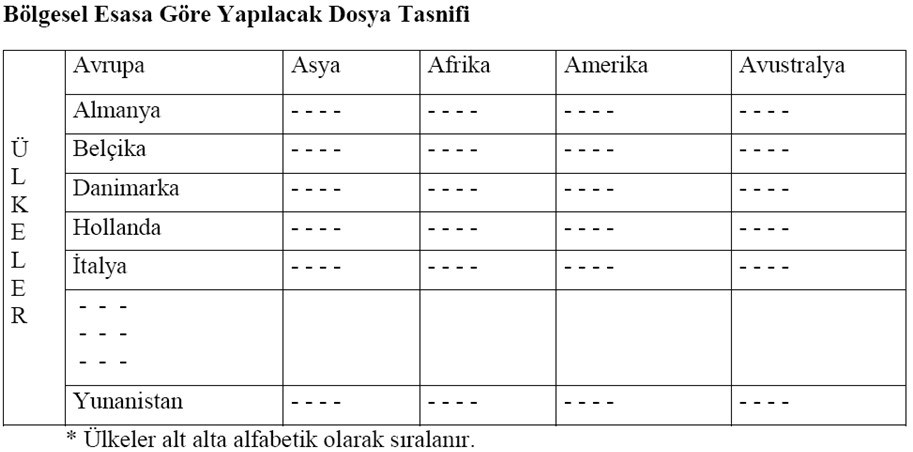 Bölgesel Esasa Göre Yapılacak Dosya Tasnifi
ÜLKELER
Avrupa Asya Afrika Amerika Avustralya
Almanya - - - - - - - - - - - - - - - -
Belçika - - - - - - - - - - - - - - - -
Danimarka - - - - - - - - - - - - - - - -
Hollanda - - - - - - - - - - - - - - - -
İtalya - - - - - - - - - - - - - - - -
- - -
- - -
- - -
Yunanistan - - - - - - - - - - - - - - - -
* Ülkeler alt alta alfabetik olarak sıralanır.